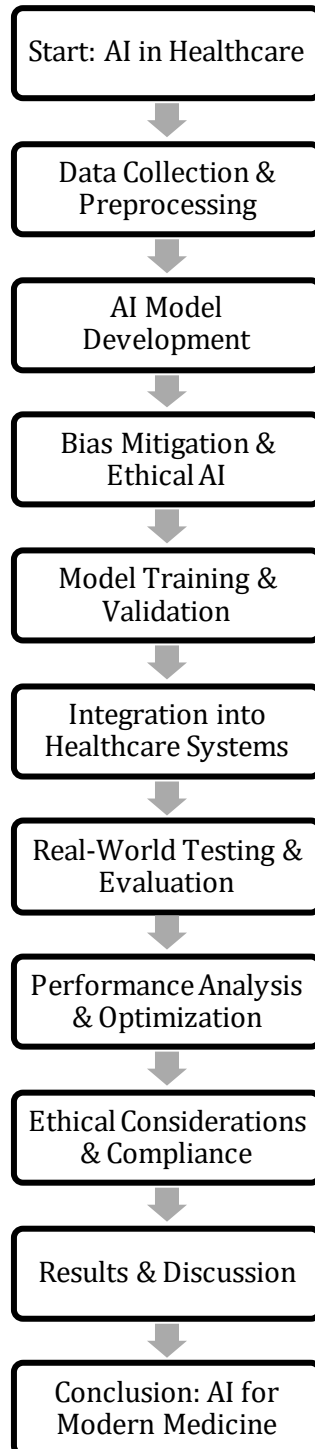 Start: AI in Healthcare
Data Collection &
Preprocessing
AI Model
Development
Bias Mitigation &
Ethical AI
Model Training &
Validation
Integration into
Healthcare Systems
Real-World Testing &
Evaluation
Performance Analysis
& Optimization
Ethical Considerations
& Compliance
Results & Discussion
Conclusion: AI for
Modern Medicine